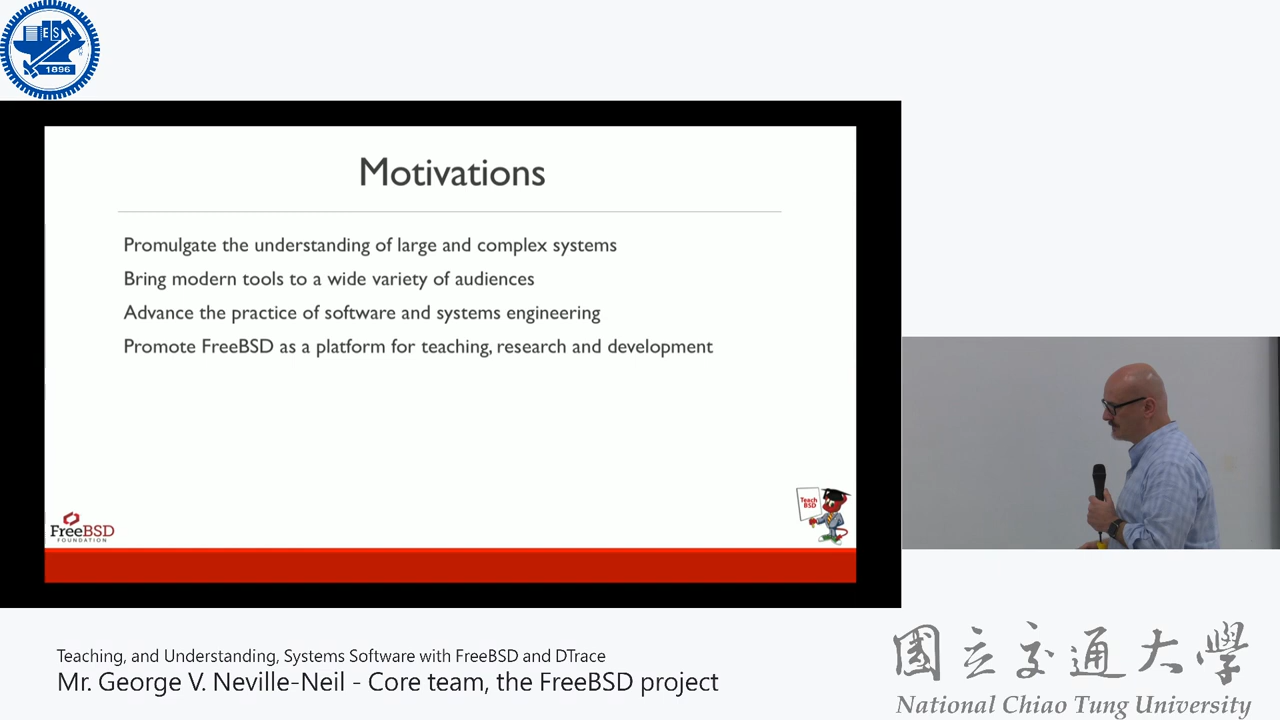 ESA
1896
Motivations
Promulgate the understanding of large and complex systems
Bring modern tools to a wide variety of audiences
Advance the practice of software and systems engineering
Promote FreeBSD as a platform for teaching, research and development
Teach
BSD
FreeBSD
FOUNDATION
Teaching, and Understanding, Systems Software with FreeBSD and DTrace
Mr. George V. Neville-Neil - Core team, the FreeBSD project
國立交通大學
National Chiao Tung University